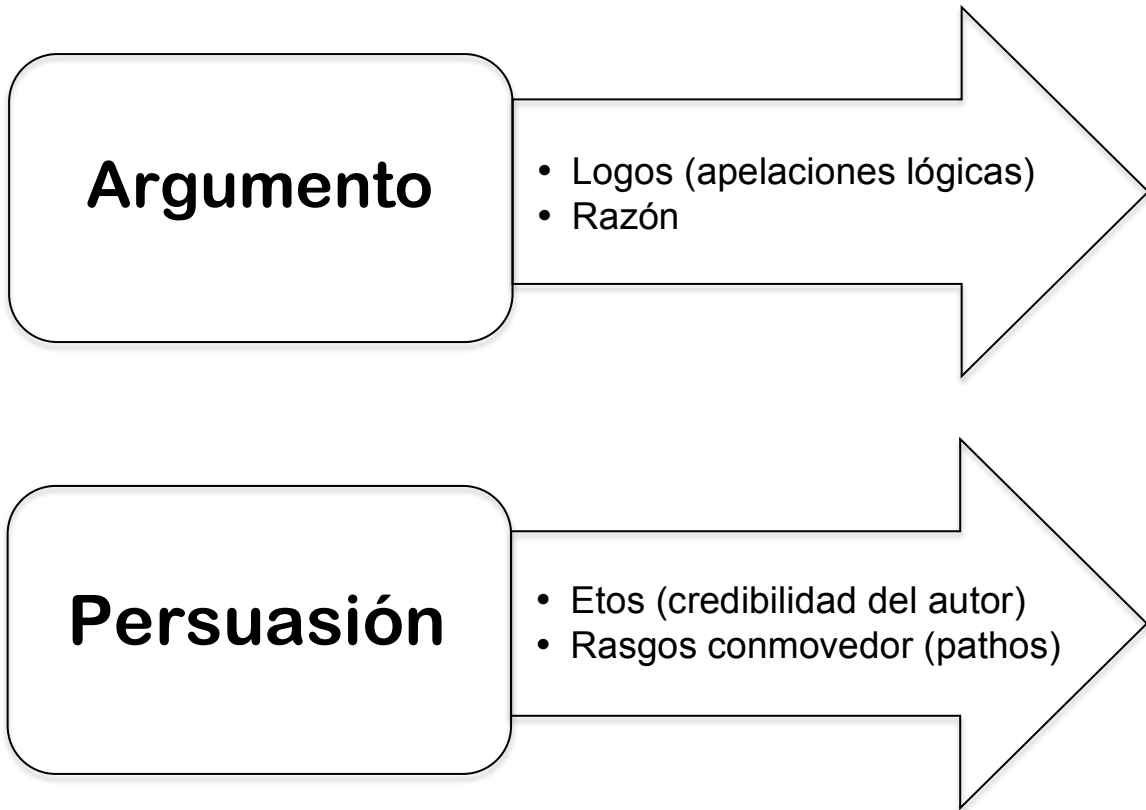 Argumento
• Logos (apelaciones lógicas)
• Razón
Persuasión
• Etos (credibilidad del autor)
• Rasgos conmovedor (pathos)